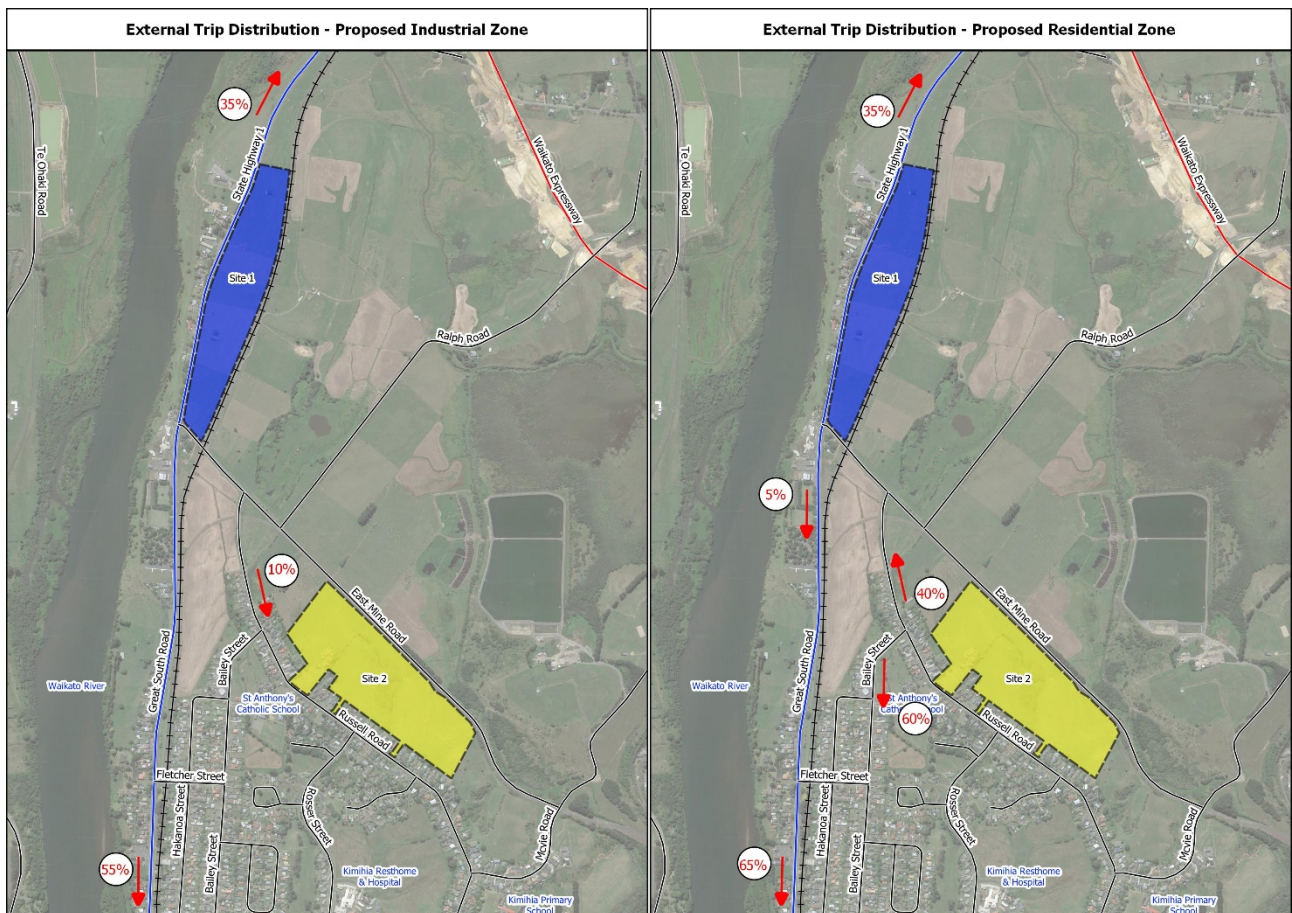 External Trip Distribution - Proposed Industrial Zone
35%
State Highway 1
Te Ohaki Road
Waikato Expressway
Site 1
Ralph Road
10%
East Mine Road
Great South Road
Bailey Street
Waikato River
St Anthony's
Catholic School
Site 2
Russell Road
Fletcher Street
Hakanoa Street
Bailey Street
Rosser Street
Mcvie Road
55%
Kimihia Resthome
& Hospital
Kimihia Primary
School
External Trip Distribution - Proposed Residential Zone
35%
State Highway 1
Te Ohaki Road
Waikato Expressway
Site 1
Ralph Road
5%
40%
East Mine Road
Great South Road
Bailey Street
Waikato River
St Anthony's
Catholic School
60%
Site 2
Russell Road
Fletcher Street
Hakanoa Street
Bailey Street
Rosser Street
Mcvie Road
65%
Kimihia Resthome
& Hospital
Kimihia Primary
School